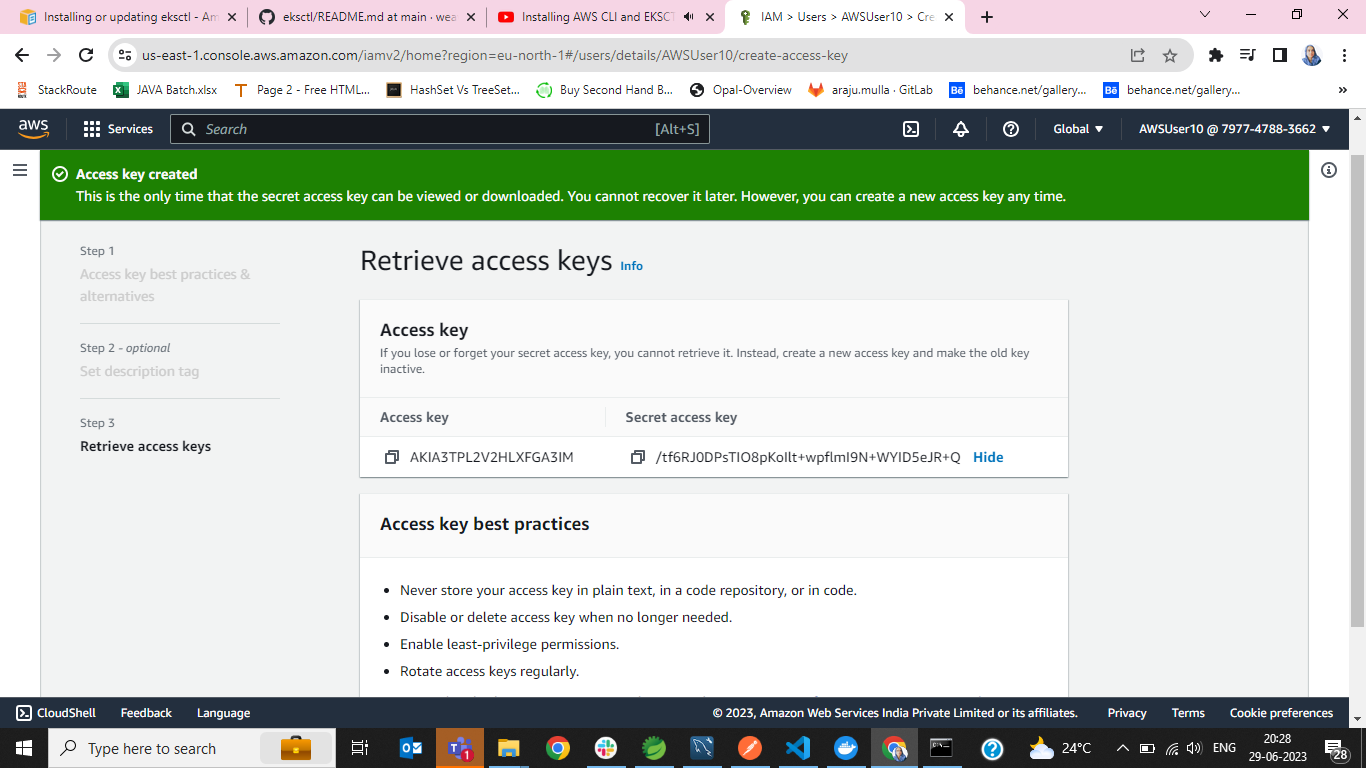 Installing or updating eksctl - Am
eksctl/README.md at main · wea
Installing AWS CLI and EKSCT
IAM > Users > AWSUser10 > Cre
us-east-1.console.aws.amazon.com/iamv2/home?region=eu-north-1#/users/details/AWSUser10/create-access-key
StackRoute
JAVA Batch.xlsx
Page 2 - Free HTML...
HashSet Vs TreeSet...
Buy Second Hand B...
Opal-Overview
araju.mulla · GitLab
behance.net/gallery...
behance.net/gallery...
aws
Services
Search
[Alt+S]
Global
AWSUser10 @ 7977-4788-3662
Access key created
This is the only time that the secret access key can be viewed or downloaded. You cannot recover it later. However, you can create a new access key any time.
Step 1
Access key best practices &
alternatives
Step 2 - optional
Set description tag
Step 3
Retrieve access keys
Retrieve access keys Info
Access key
If you lose or forget your secret access key, you cannot retrieve it. Instead, create a new access key and make the old key
inactive.
Access key
Secret access key
AKIA3TPL2V2HLXFGA3IM
Hide
Access key best practices
Never store your access key in plain text, in a code repository, or in code.
Disable or delete access key when no longer needed.
Enable least-privilege permissions.
Rotate access keys regularly.
CloudShell
Feedback
Language
© 2023, Amazon Web Services India Private Limited or its affiliates.
Privacy
Terms
Cookie preferences
Type here to search
1
24°C
ENG
20:28
29-06-2023
28